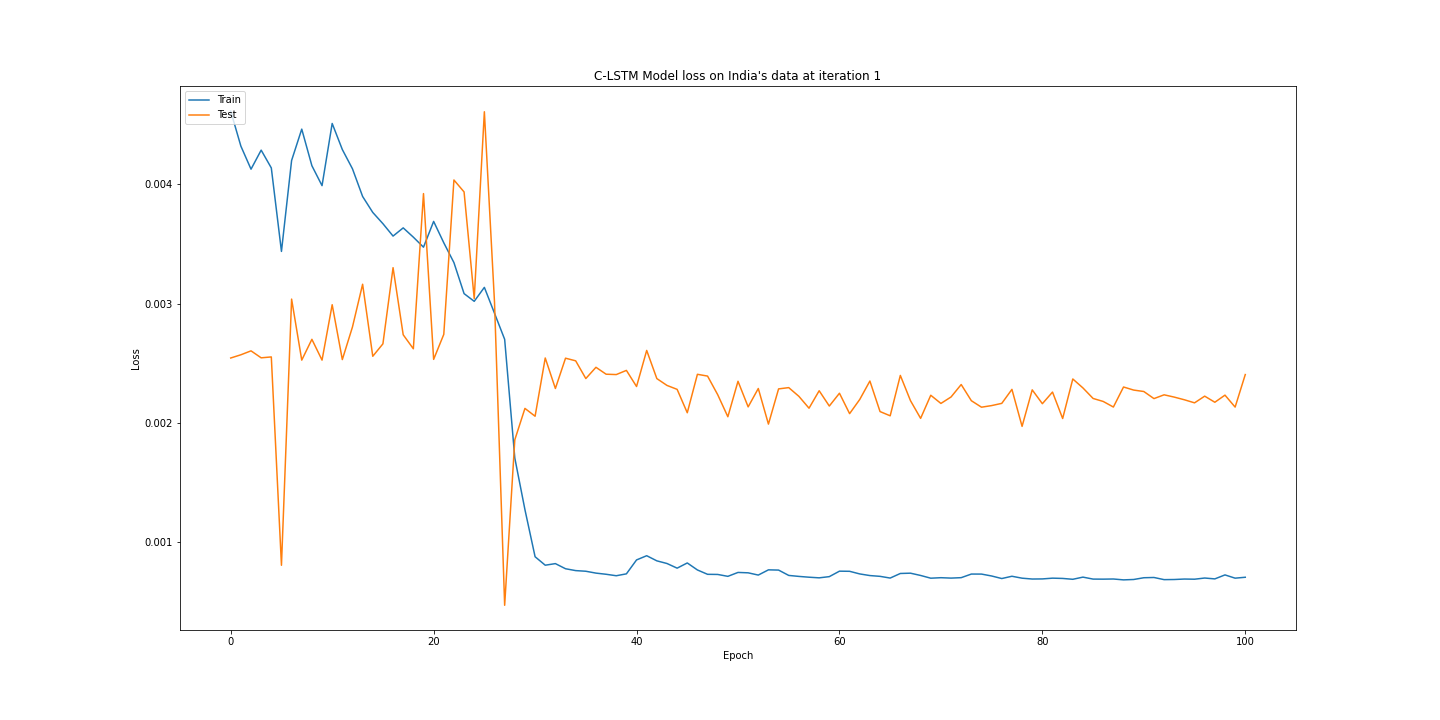 C-LSTM Model loss on India's data at iteration 1
Train
Test
0.004
0.003
0.002
0.001
Loss
0 20 40 60 80 100
Epoch